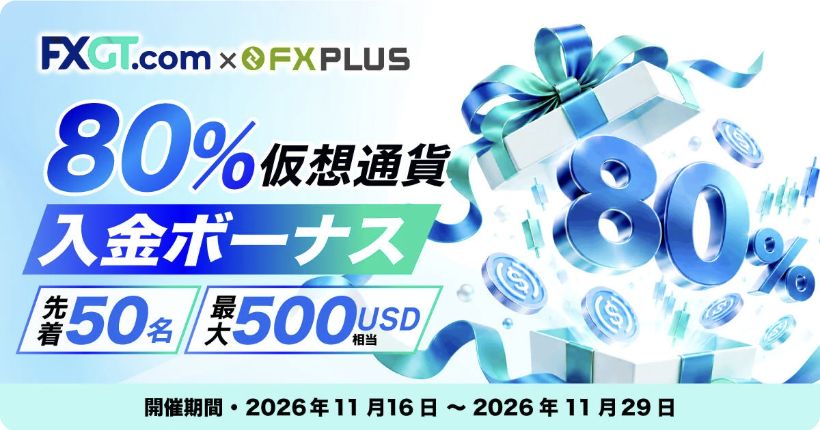 FXGT.com × FXPLUS
80%仮想通貨
入金ボーナス
先着50名 最大500USD相当
80%
開催期間・2026年11月16日 ～ 2026年11月29日